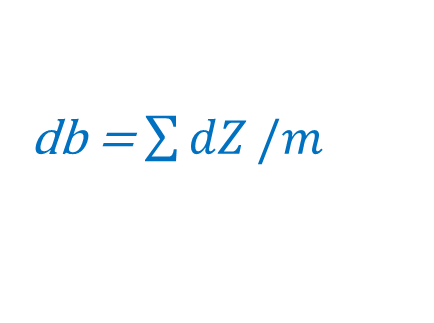 db = ∑ dZ /m